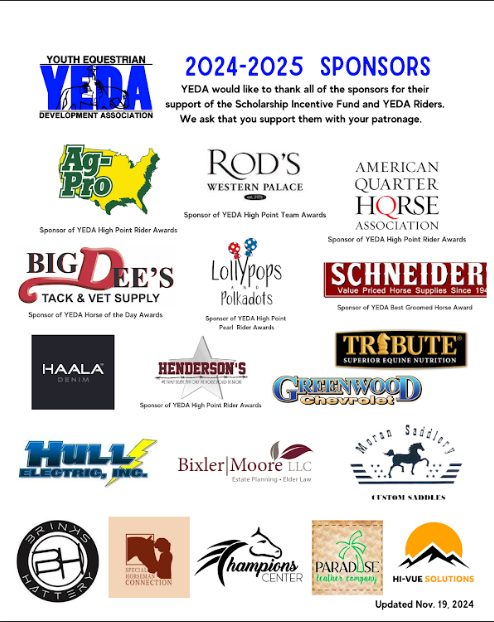 YOUTH EQUESTRIAN
YEDA
DEVELOPMENT ASSOCIATION
2024-2025 SPONSORS
YEDA would like to thank all of the sponsors for their
support of the Scholarship Incentive Fund and YEDA Riders.
We ask that you support them with your patronage.
Ag-
Pro
Sponsor of YEDA High Point Rider Awards
ROD'S
WESTERN PALACE
Sponsor of YEDA High Point Team Awards
AMERICAN
QUARTER
HORSE
ASSOCIATION
Sponsor of YEDA High Point Rider Awards
BIG DEE'S
TACK & VET SUPPLY
Sponsor of YEDA Horse of the Day Awards
Lollypops
AND
Polkadots
Sponsor of YEDA High Point
Pearl Rider Awards
SCHNEIDER
Value Priced Horse Supplies Since 194
Sponsor of YEDA Best Groomed Horse Award
HAALA
DENIM
HENDERSON'S
Sponsor of YEDA High Point Rider Awards
TRIBUTE®
SUPERIOR EQUINE NUTRITION
GREENWOOD
Chevrolet
HULL
ELECTRIC, INC.
Bixler|Moore LLC
Estate Planning • Elder Law
Moran Saddlery
CUSTOM SADDLES
BRINKS
BH
HATTERY
SPECIAL
HORSEMAN
CONNECTION
Champions
CENTER
PARADISE
leather company
HI-VUE SOLUTIONS
Updated Nov. 19, 2024